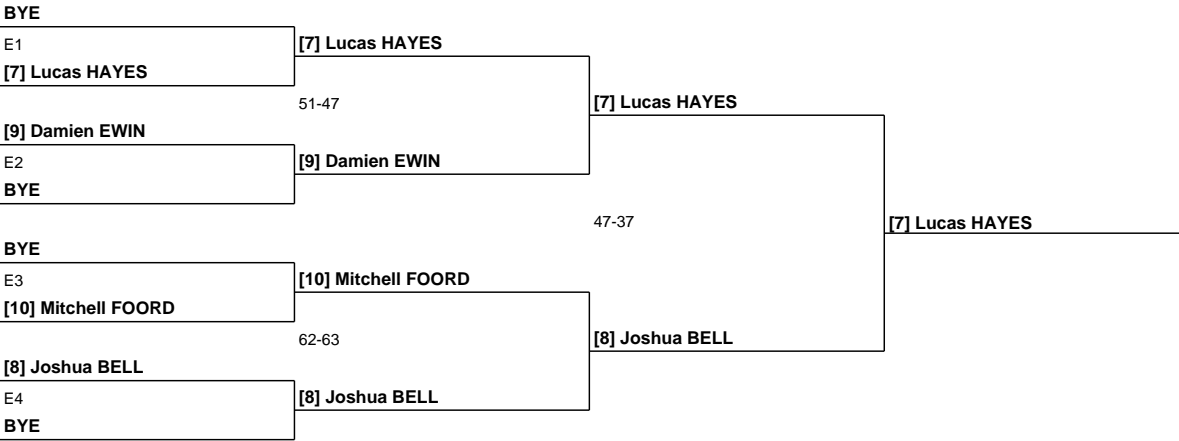 BYE
E1
[7] Lucas HAYES
[7] Lucas HAYES
51-47
[7] Lucas HAYES
[9] Damien EWIN
E2
[9] Damien EWIN
BYE
47-37
[7] Lucas HAYES
BYE
E3
[10] Mitchell FOORD
[10] Mitchell FOORD
62-63
[8] Joshua BELL
[8] Joshua BELL
E4
[8] Joshua BELL
BYE